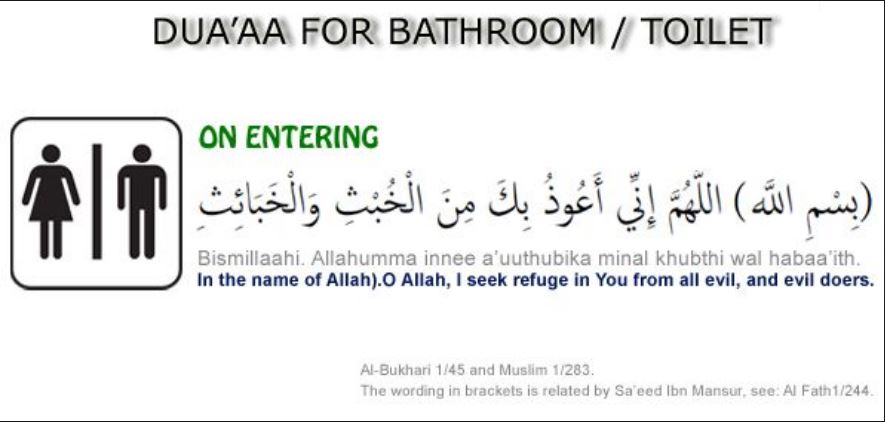 DUA’AA FOR BATHROOM / TOILET
ON ENTERING
(بِسْمِ اللَّه) اللَّهُمَّ إِنِّي أَعُوذُ بِكَ مِنَ الْخُبْثِ وَالْخَبَائِثِ
Bismillaahi. Allahumma innee a’uuthubika minal khubthi wal habaa’ith.
In the name of Allah).O Allah, I seek refuge in You from all evil, and evil doers.
Al-Bukhari 1/45 and Muslim 1/283.
The wording in brackets is related by Sa’eed Ibn Mansur, see: Al Fath1/244.